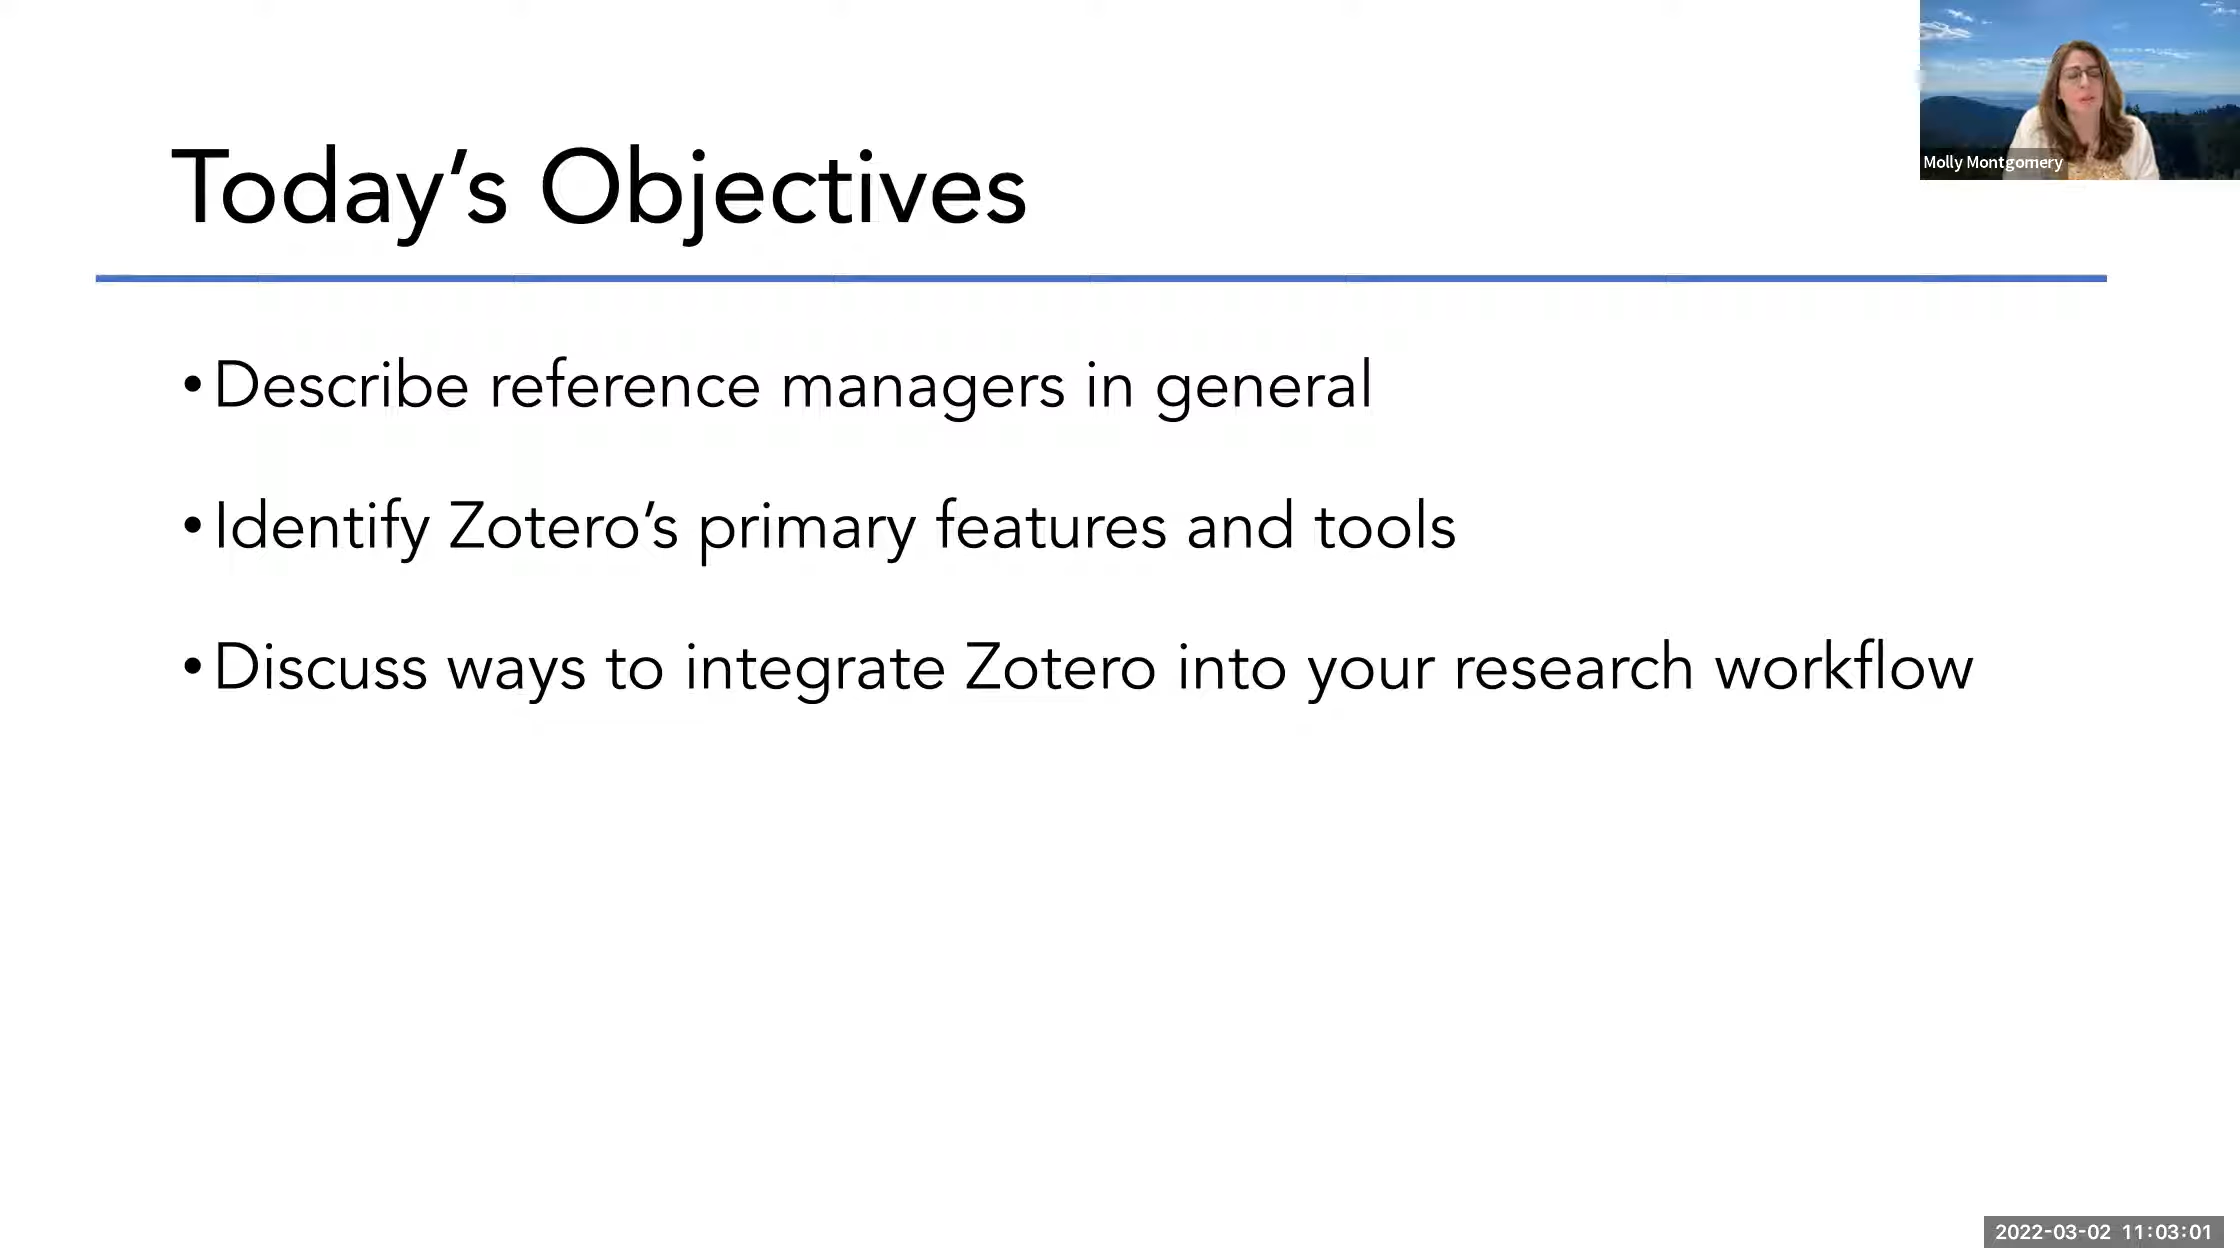 Molly Montgomery
Today’s Objectives
•Describe reference managers in general
•Identify Zotero’s primary features and tools
•Discuss ways to integrate Zotero into your research workflow
2022-03-02 11:03:01